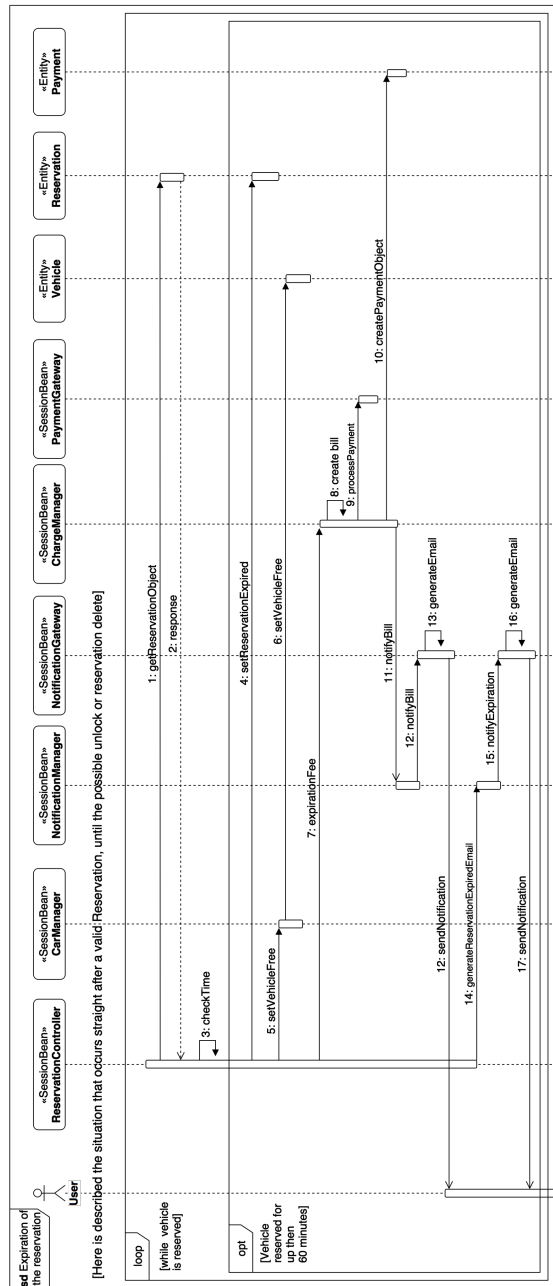 sd Expiration of
the reservation
User
«SessionBean»
ReservationController
«SessionBean»
CarManager
«SessionBean»
NotificationManager
«SessionBean»
NotificationGateway
«SessionBean»
ChargeManager
«SessionBean»
PaymentGateway
«Entity»
Vehicle
«Entity»
Reservation
«Entity»
Payment
[Here is described the situation that occurs straight after a valid Reservation, until the possible unlock or reservation delete]
loop
[while vehicle
is reserved]
1: getReservationObject
2: response
3: checkTime
opt
[Vehicle
reserved for
up then
60 minutes]
4: setReservationExpired
5: setVehicleFree
6: setVehicleFree
7: expirationFee
8: create bill
9: processPayment
10: createPaymentObject
11: notifyBill
12: notifyBill
13: generateEmail
12: sendNotification
14: generateReservationExpiredEmail
15: notifyExpiration
16: generateEmail
17: sendNotification